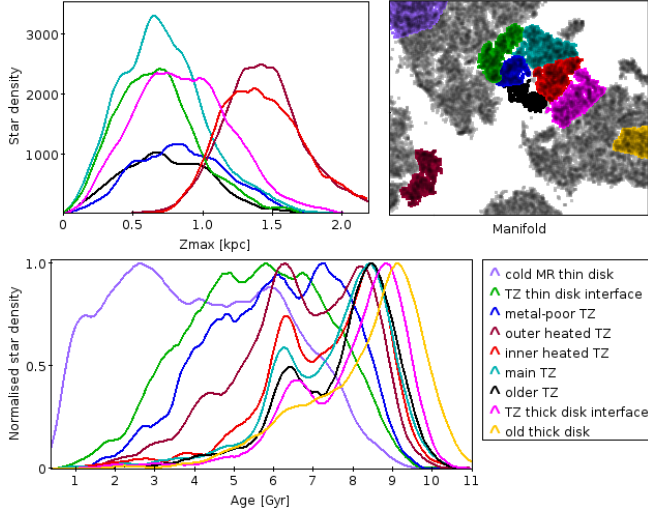 3000
2000
1000
Star density
0
0
0.5
1.0
1.5
2.0
Zmax [kpc]
Manifold
1.0
0.5
0
Normalised star density
1
2
3
4
5
6
7
8
9
10
11
Age [Gyr]
cold MR thin disk
TZ thin disk interface
metal-poor TZ
outer heated TZ
inner heated TZ
main TZ
older TZ
TZ thick disk interface
old thick disk